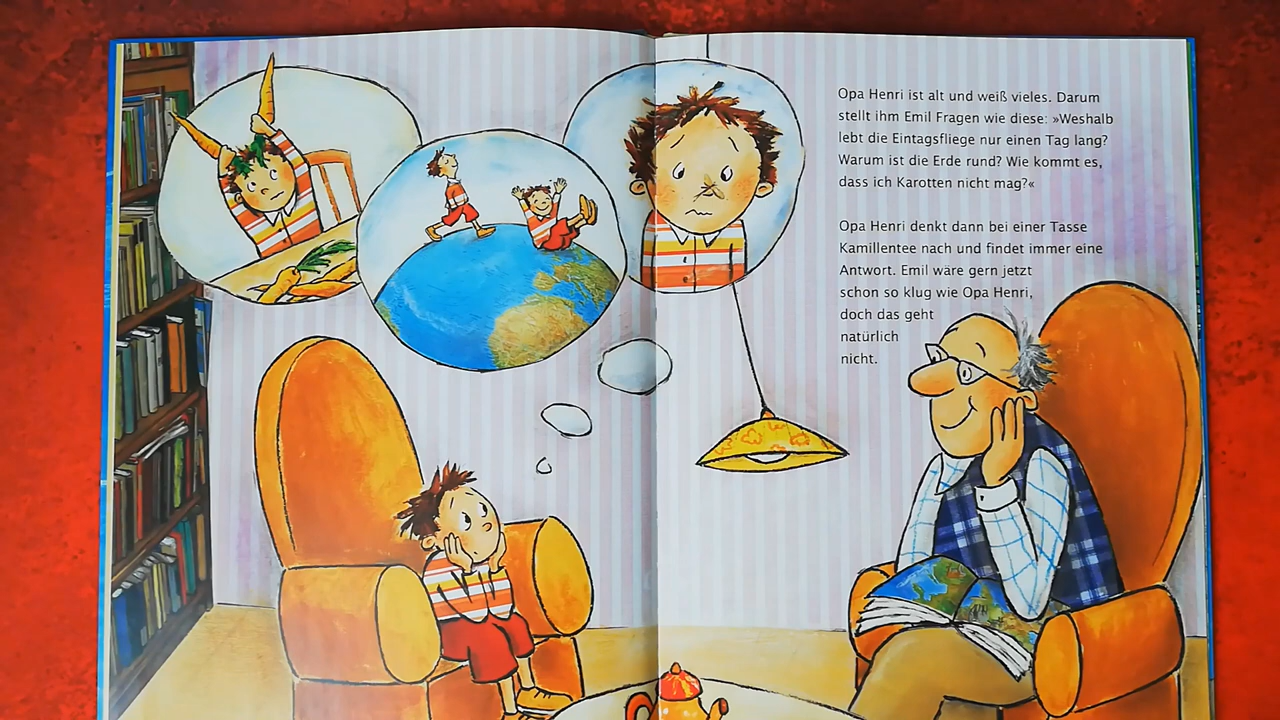 Opa Henri ist alt und weiß vieles. Darum
stellt ihm Emil Fragen wie diese: »Weshalb
lebt die Eintagsfliege nur einen Tag lang?
Warum ist die Erde rund? Wie kommt es,
dass ich Karotten nicht mag?«
Opa Henri denkt dann bei einer Tasse
Kamillentee nach und findet immer eine
Antwort. Emil wäre gern jetzt
schon so klug wie Opa Henri,
doch das geht
natürlich
nicht.